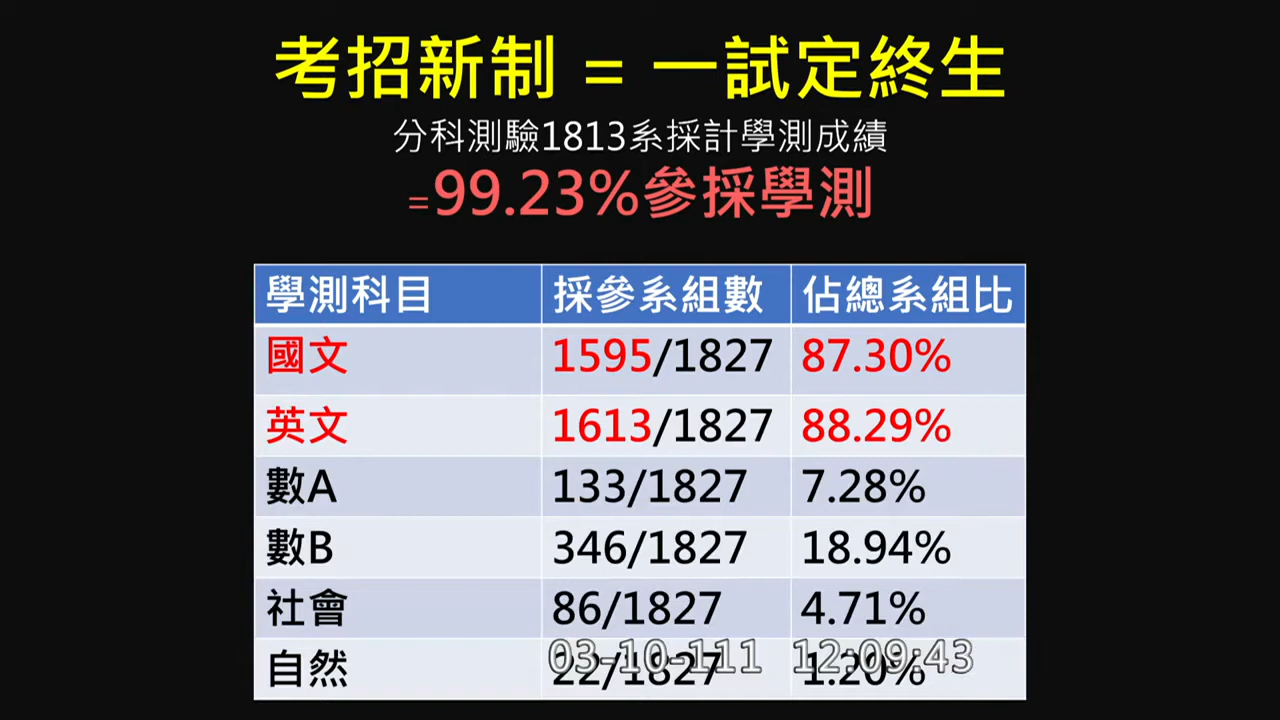 考招新制 = 一試定終生
分科測驗1813系採計學測成績
=99.23%參採學測
學測科目 採參系組數 佔總系組比
國文 1595/1827 87.30%
英文 1613/1827 88.29%
數A 133/1827 7.28%
數B 346/1827 18.94%
社會 86/1827 4.71%
03-10-111 12:09:43
自然 22/1827 1.20%